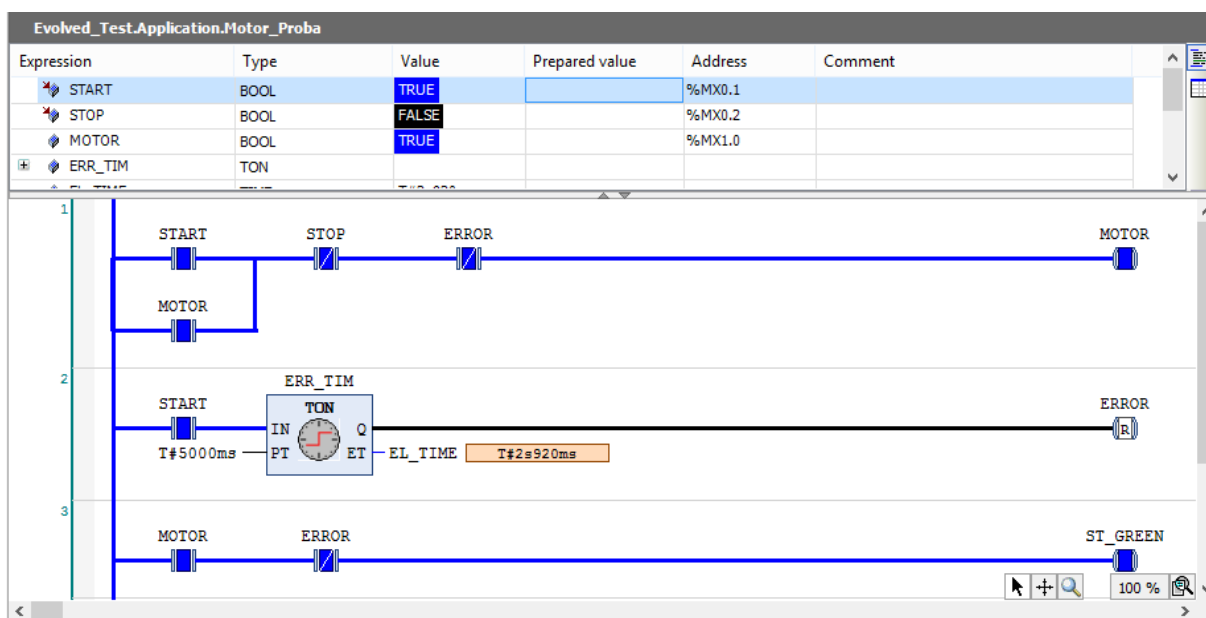 Evolved_Test.Application.Motor_Proba
Expression Type Value Prepared value Address Comment
START BOOL TRUE %MX0.1
STOP BOOL FALSE %MX0.2
MOTOR BOOL TRUE %MX1.0
ERR_TIM TON
1
START STOP ERROR MOTOR
MOTOR
2
ERR_TIM
START TON ERROR
IN Q R
T#5000ms PT ET EL_TIME T#2s920ms
3
MOTOR ERROR ST_GREEN
100 %